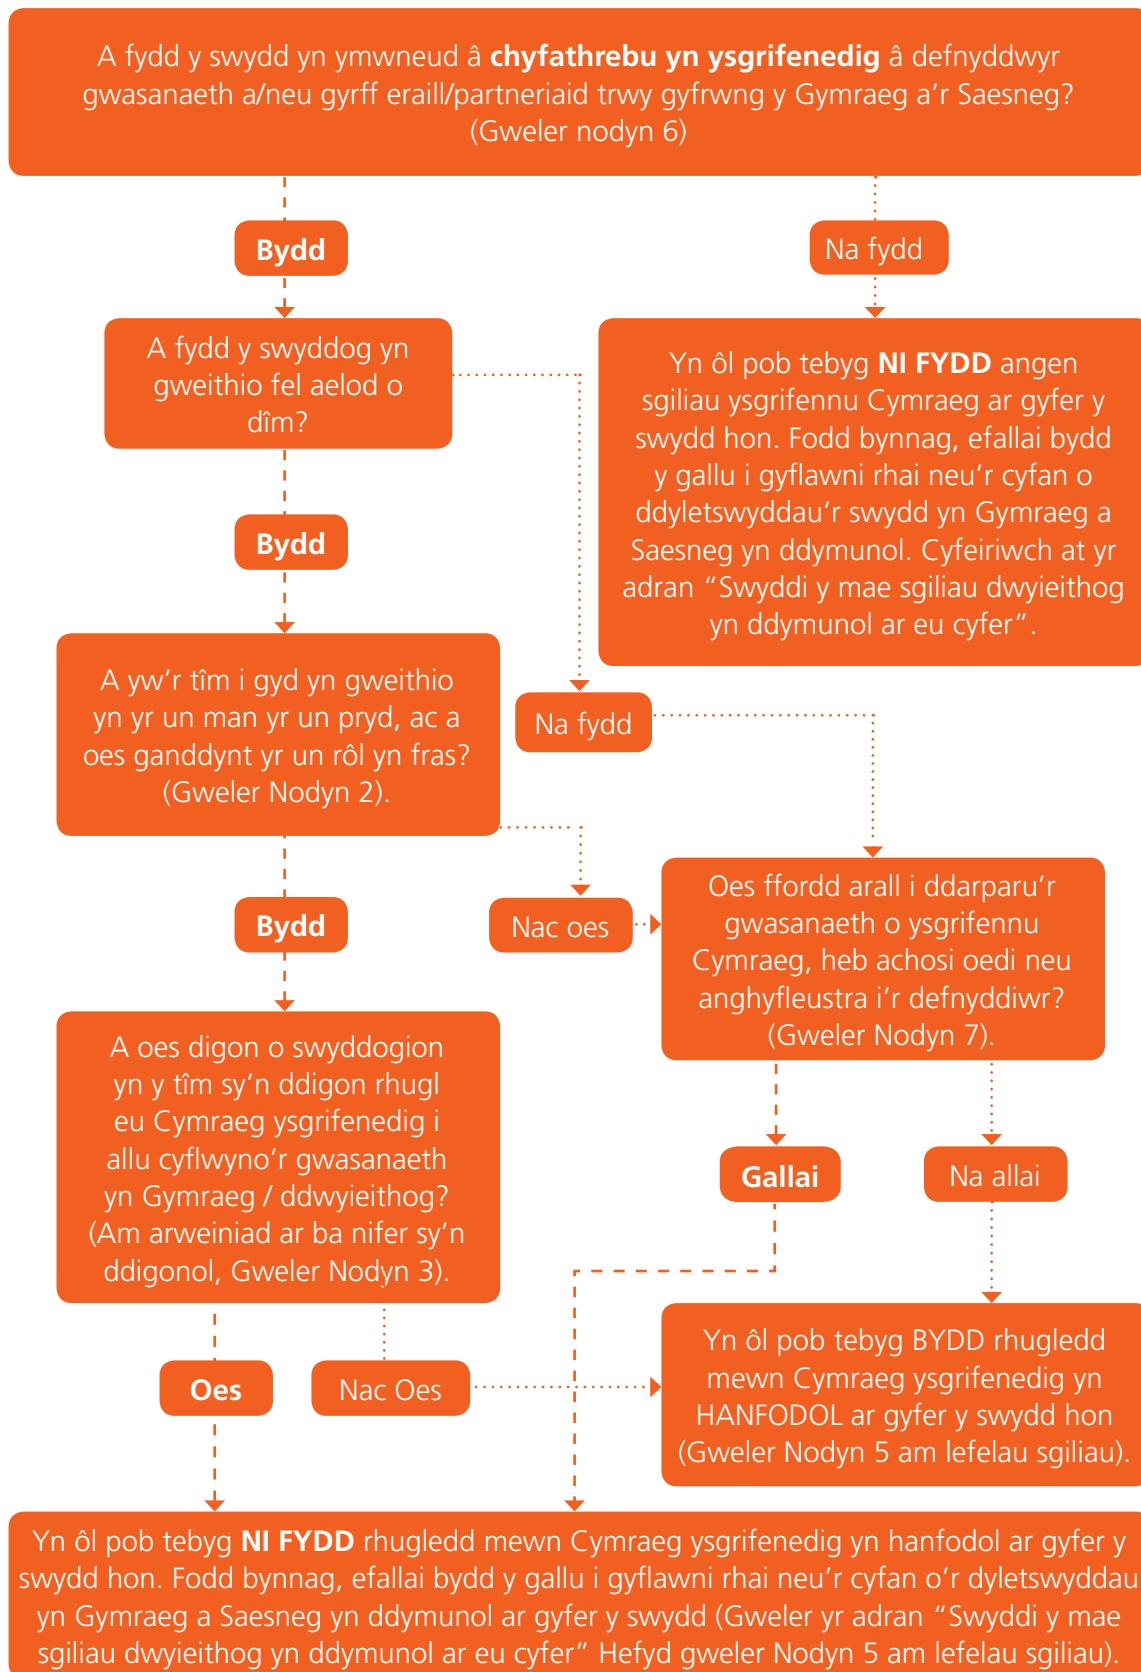 A fydd y swydd yn ymwneud â chyfathrebu yn ysgrifenedig â defnyddwyr
gwasanaeth a/neu gyrff eraill/partneriaid trwy gyfrwng y Gymraeg a'r Saesneg?
(Gweler nodyn 6)
Bydd
Na fydd
A fydd y swyddog yn
gweithio fel aelod o
dîm?
Yn ôl pob tebyg NI FYDD angen
sgiliau ysgrifennu Cymraeg ar gyfer y
swydd hon. Fodd bynnag, efallai bydd
y gallu i gyflawni rhai neu'r cyfan o
ddyletswyddau'r swydd yn Gymraeg a
Saesneg yn ddymunol. Cyfeiriwch at yr
adran “Swyddi y mae sgiliau dwyieithog
yn ddymunol ar eu cyfer”.
Bydd
A yw'r tîm i gyd yn gweithio
yn yr un man yr un pryd, ac a
oes ganddynt yr un rôl yn fras?
(Gweler Nodyn 2).
Na fydd
Bydd
Nac oes
Oes ffordd arall i ddarparu'r
gwasanaeth o ysgrifennu
Cymraeg, heb achosi oedi neu
anghyfleustra i'r defnyddiwr?
(Gweler Nodyn 7).
A oes digon o swyddogion
yn y tîm sy'n ddigon rhugl
eu Cymraeg ysgrifenedig i
allu cyflwyno'r gwasanaeth
yn Gymraeg / ddwyieithog?
(Am arweiniad ar ba nifer sy'n
ddigonol, Gweler Nodyn 3).
Gallai
Na allai
Oes
Nac Oes
Yn ôl pob tebyg BYDD rhugledd
mewn Cymraeg ysgrifenedig yn
HANFODOL ar gyfer y swydd hon
(Gweler Nodyn 5 am lefelau sgiliau).
Yn ôl pob tebyg NI FYDD rhugledd mewn Cymraeg ysgrifenedig yn hanfodol ar gyfer y
swydd hon. Fodd bynnag, efallai bydd y gallu i gyflawni rhai neu'r cyfan o'r dyletswyddau
yn Gymraeg a Saesneg yn ddymunol ar gyfer y swydd (Gweler yr adran “Swyddi y mae
sgiliau dwyieithog yn ddymunol ar eu cyfer” Hefyd gweler Nodyn 5 am lefelau sgiliau).